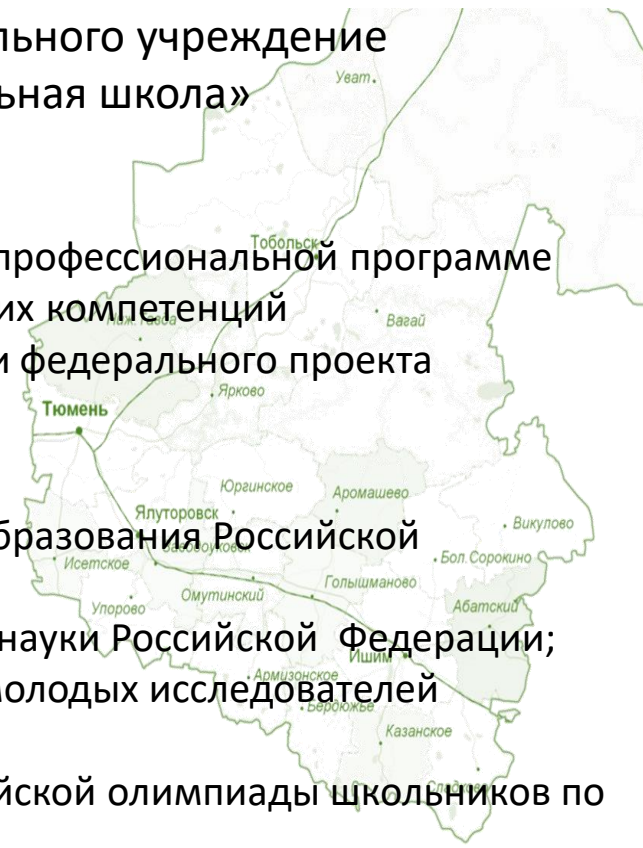 льного учреждение
Уват
ьная школа»
Тобольск
профессиональной программе
их компетенций
Вагай
и федерального проекта
Ярково
Тюмень
Юргинское
Аромашево
Ялуторовск
Викулово
бразования Российской
Исетское
Бол. Сорокино
Голышманово
Омутинский
Абатский
Упорово
науки Российской Федерации;
Ишим
Армизонское
молодых исследователей
Бердюжье
Казанское
йской олимпиады школьников по